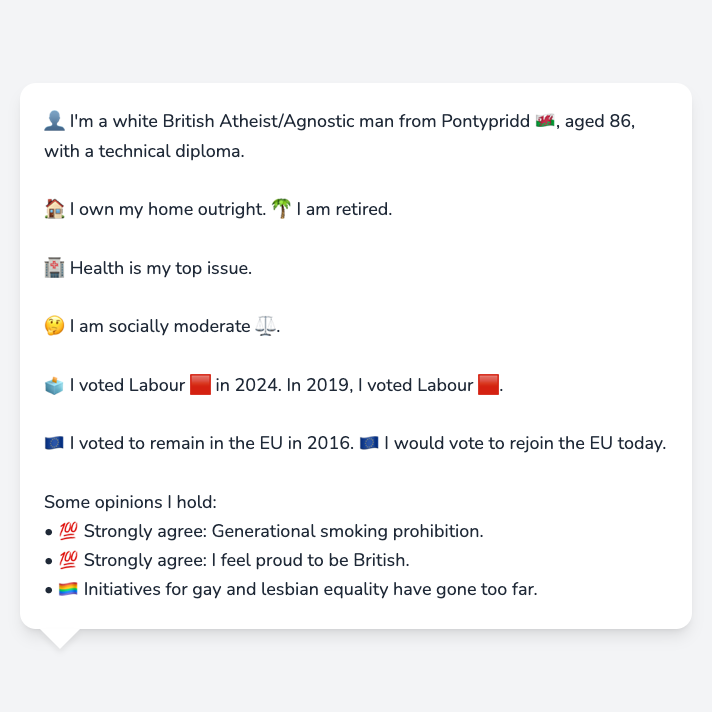 👤 I'm a white British Atheist/Agnostic man from Pontypridd 🏴󠁧󠁢󠁷󠁬󠁳󠁿, aged 86,
with a technical diploma.
🏠 I own my home outright. 🌴 I am retired.
🏥 Health is my top issue.
🤔 I am socially moderate ⚖️.
🗳️ I voted Labour 🟥 in 2024. In 2019, I voted Labour 🟥.
🇪🇺 I voted to remain in the EU in 2016. 🇪🇺 I would vote to rejoin the EU today.
Some opinions I hold:
• 💯 Strongly agree: Generational smoking prohibition.
• 💯 Strongly agree: I feel proud to be British.
• 🏳️‍🌈 Initiatives for gay and lesbian equality have gone too far.